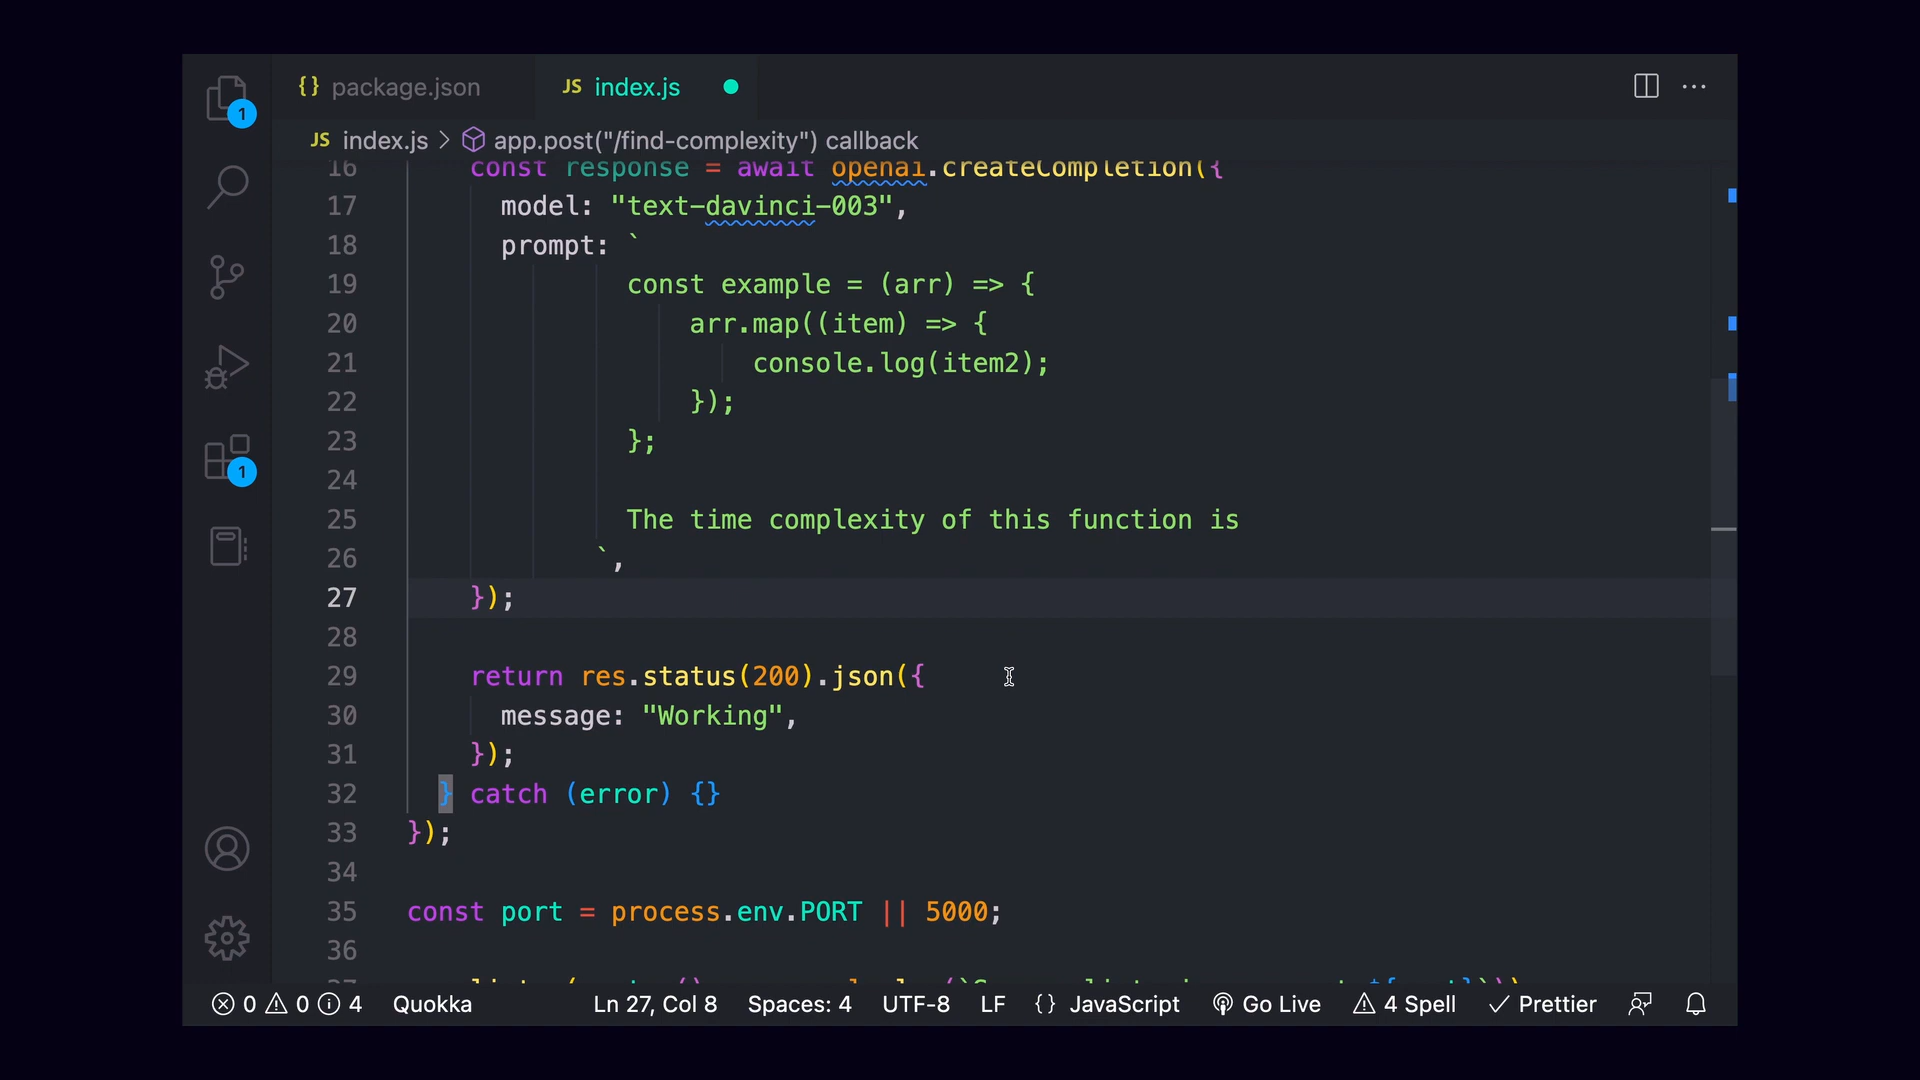 {} package.json JS index.js
1
JS index.js > app.post("/find-complexity") callback
16 const response = await openai.createCompletion({
17 model: "text-davinci-003",
18 prompt: `
19 const example = (arr) => {
20 arr.map((item) => {
21 console.log(item2);
22 });
23 };
24
25 The time complexity of this function is
26 `,
27 });
28
29 return res.status(200).json({
30 message: "Working",
31 });
32 } catch (error) {}
33 });
34
35 const port = process.env.PORT || 5000;
36
1
0 0 4 Quokka Ln 27, Col 8 Spaces: 4 UTF-8 LF {} JavaScript Go Live 4 Spell Prettier